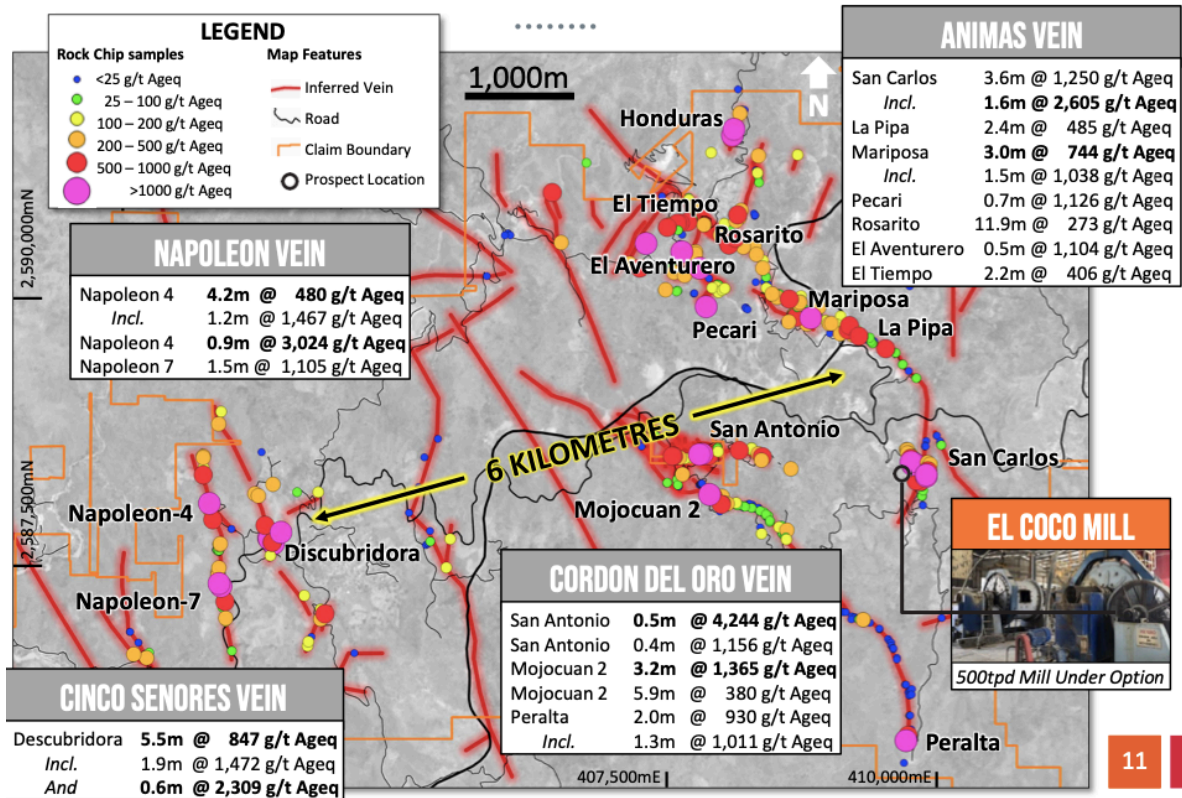 LEGEND
Rock Chip samples
<25 g/t Ageq
25 – 100 g/t Ageq
100 – 200 g/t Ageq
200 – 500 g/t Ageq
500 - 1000 g/t Ageq
>1000 g/t Ageq
Map Features
Inferred Vein
Road
Claim Boundary
Prospect Location
1,000m
N
ANIMAS VEIN
San Carlos 3.6m @ 1,250 g/t Ageq
Incl. 1.6m @ 2,605 g/t Ageq
La Pipa 2.4m @ 485 g/t Ageq
Mariposa 3.0m @ 744 g/t Ageq
Incl. 1.5m @ 1,038 g/t Ageq
Pecari 0.7m @ 1,126 g/t Ageq
Rosarito 11.9m @ 273 g/t Ageq
El Aventurero 0.5m @ 1,104 g/t Ageq
El Tiempo 2.2m @ 406 g/t Ageq
Honduras
El Tiempo
Rosarito
El Aventurero
Mariposa
Pecari
La Pipa
2,590,000mN
NAPOLEON VEIN
Napoleon 4 4.2m @ 480 g/t Ageq
Incl. 1.2m @ 1,467 g/t Ageq
Napoleon 4 0.9m @ 3,024 g/t Ageq
Napoleon 7 1.5m @ 1,105 g/t Ageq
6 KILOMETRES
San Antonio
San Carlos
Mojocuan 2
2,587,500mN
Napoleon-4
Discubridora
Napoleon-7
EL COCO MILL
500tpd Mill Under Option
CORDON DEL ORO VEIN
San Antonio 0.5m @ 4,244 g/t Ageq
San Antonio 0.4m @ 1,156 g/t Ageq
Mojocuan 2 3.2m @ 1,365 g/t Ageq
Mojocuan 2 5.9m @ 380 g/t Ageq
Peralta 2.0m @ 930 g/t Ageq
Incl. 1.3m @ 1,011 g/t Ageq
CINCO SENORES VEIN
Descubridora 5.5m @ 847 g/t Ageq
Incl. 1.9m @ 1,472 g/t Ageq
And 0.6m @ 2,309 g/t Ageq
Peralta
407,500mE
410,000mE
11